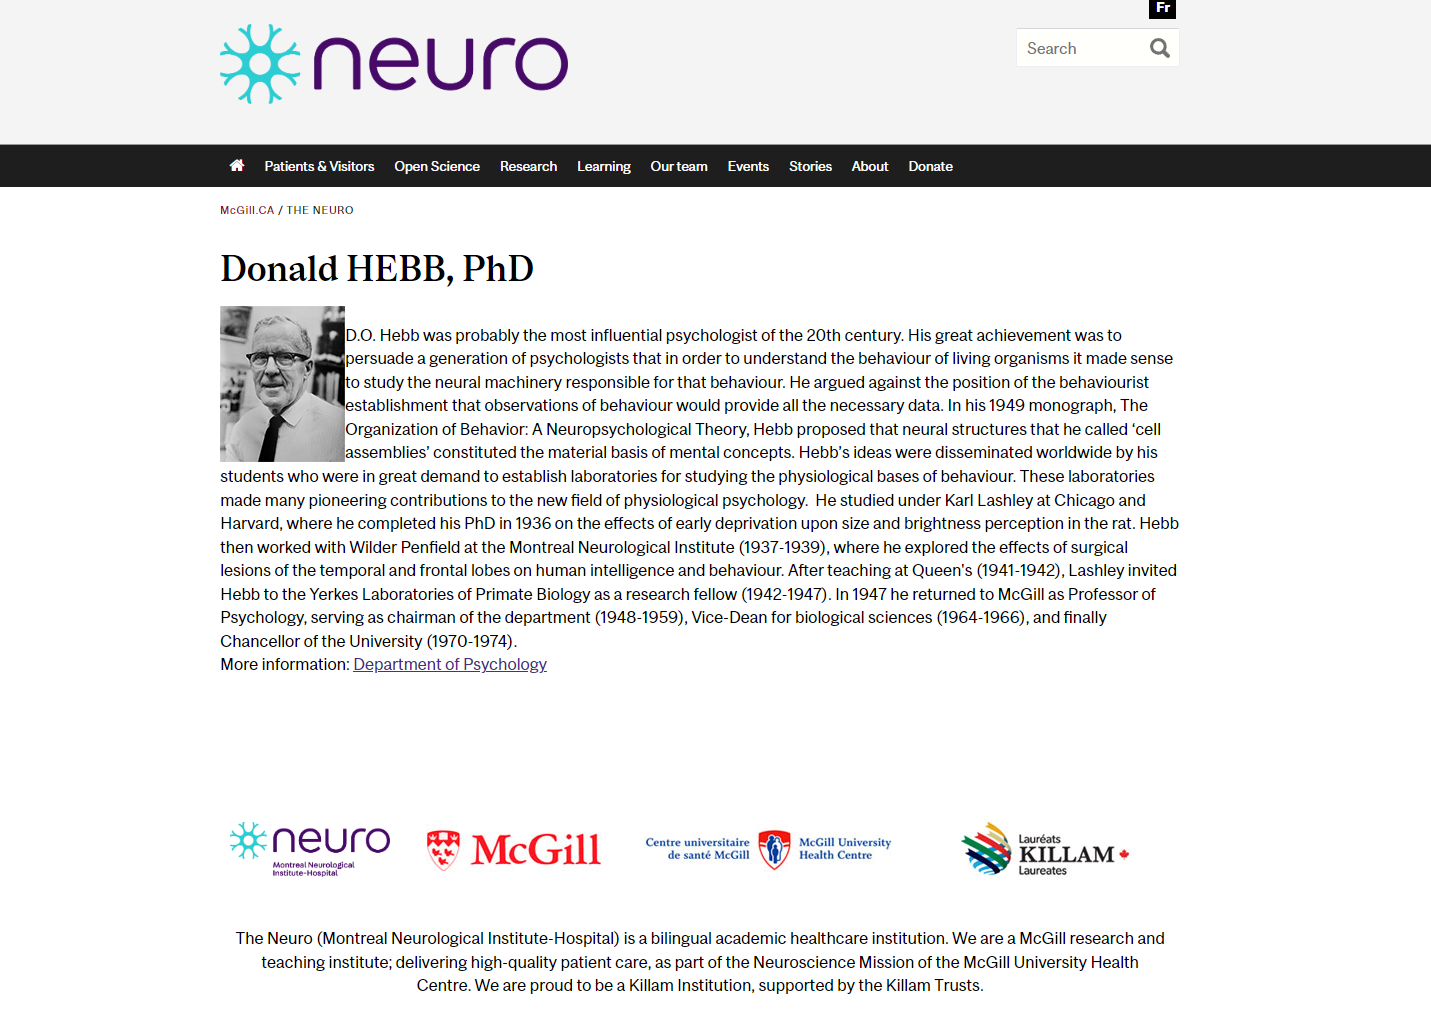 Fr
neuro
Search
Patients & Visitors Open Science Research Learning Our team Events Stories About Donate
McGill.CA / THE NEURO
Donald HEBB, PhD
D.O. Hebb was probably the most influential psychologist of the 20th century. His great achievement was to
persuade a generation of psychologists that in order to understand the behaviour of living organisms it made sense
to study the neural machinery responsible for that behaviour. He argued against the position of the behaviourist
establishment that observations of behaviour would provide all the necessary data. In his 1949 monograph, The
Organization of Behavior: A Neuropsychological Theory, Hebb proposed that neural structures that he called ‘cell
assemblies’ constituted the material basis of mental concepts. Hebb’s ideas were disseminated worldwide by his
students who were in great demand to establish laboratories for studying the physiological bases of behaviour. These laboratories
made many pioneering contributions to the new field of physiological psychology.  He studied under Karl Lashley at Chicago and
Harvard, where he completed his PhD in 1936 on the effects of early deprivation upon size and brightness perception in the rat. Hebb
then worked with Wilder Penfield at the Montreal Neurological Institute (1937-1939), where he explored the effects of surgical
lesions of the temporal and frontal lobes on human intelligence and behaviour. After teaching at Queen's (1941-1942), Lashley invited
Hebb to the Yerkes Laboratories of Primate Biology as a research fellow (1942-1947). In 1947 he returned to McGill as Professor of
Psychology, serving as chairman of the department (1948-1959), Vice-Dean for biological sciences (1964-1966), and finally
Chancellor of the University (1970-1974).
More information: Department of Psychology
neuro
Montreal Neurological
Institute-Hospital
McGill
Centre universitaire
de santé McGill
McGill University
Health Centre
Lauréats
KILLAM
Laureates
The Neuro (Montreal Neurological Institute-Hospital) is a bilingual academic healthcare institution. We are a McGill research and
teaching institute; delivering high-quality patient care, as part of the Neuroscience Mission of the McGill University Health
Centre. We are proud to be a Killam Institution, supported by the Killam Trusts.